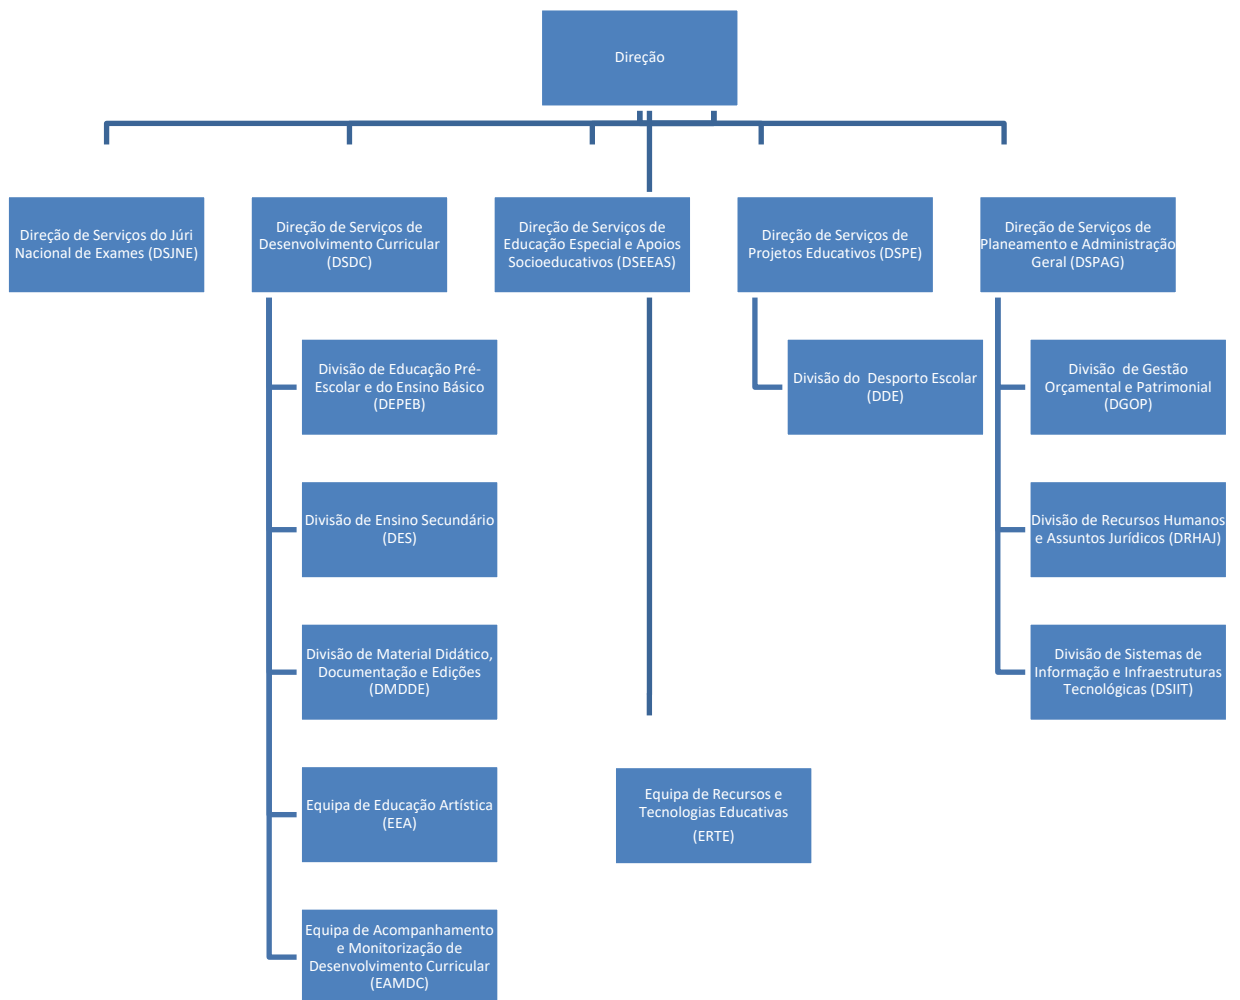 Direção
Direção de Serviços do Júri
Nacional de Exames (DSJNE)
Direção de Serviços de
Desenvolvimento Curricular
(DSDC)
Direção de Serviços de
Educação Especial e Apoios
Socioeducativos (DSEEAS)
Direção de Serviços de
Projetos Educativos (DSPE)
Direção de Serviços de
Planeamento e Administração
Geral (DSPAG)
Divisão de Educação Pré-
Escolar e do Ensino Básico
(DEPEB)
Divisão de Ensino Secundário
(DES)
Divisão de Material Didático,
Documentação e Edições
(DMDDE)
Equipa de Educação Artística
(EEA)
Equipa de Acompanhamento
e Monitorização de
Desenvolvimento Curricular
(EAMDC)
Equipa de Recursos e
Tecnologias Educativas
(ERTE)
Divisão do Desporto Escolar
(DDE)
Divisão de Gestão
Orçamental e Patrimonial
(DGOP)
Divisão de Recursos Humanos
e Assuntos Jurídicos (DRHAJ)
Divisão de Sistemas de
Informação e Infraestruturas
Tecnológicas (DSIIT)